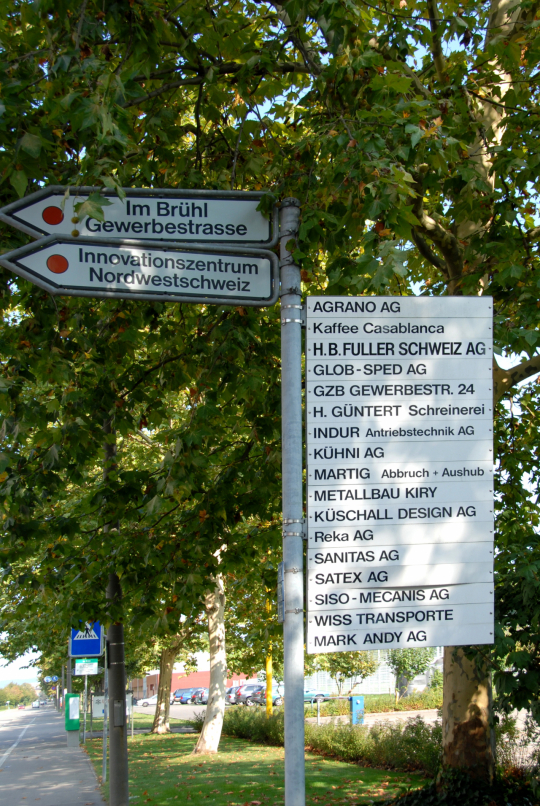 Im Brühl
Gewerbestrasse
Innovationszentrum
Nordwestschweiz
AGRANO AG
Kaffee Casablanca
H.B. FULLER SCHWEIZ AG
GLOB-SPED AG
GZB GEWERBESTR. 24
H. GÜNTERT Schreinerei
INDUR Antriebstechnik AG
KÜHNI AG
MARTIG Abbruch + Aushub
METALLBAU KIRY
KÜSCHALL DESIGN AG
Reka AG
SANITAS AG
SATEX AG
SISO-MECANIS AG
WISS TRANSPORTE
MARK ANDY AG